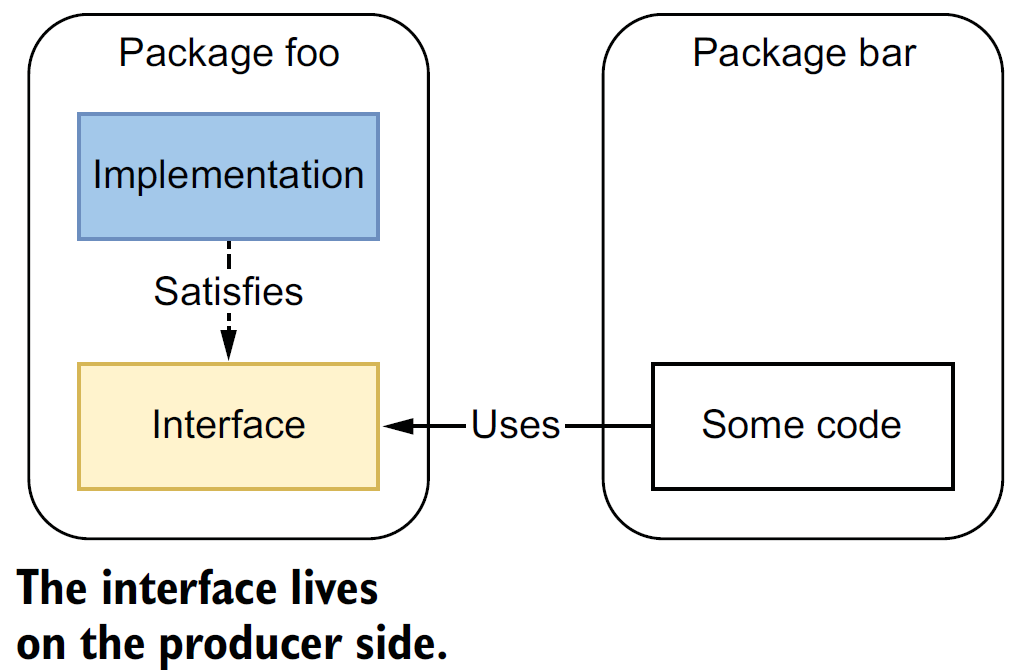 Package foo
Package bar
Implementation
Satisfies
Interface
Uses
Some code
The interface lives
on the producer side.